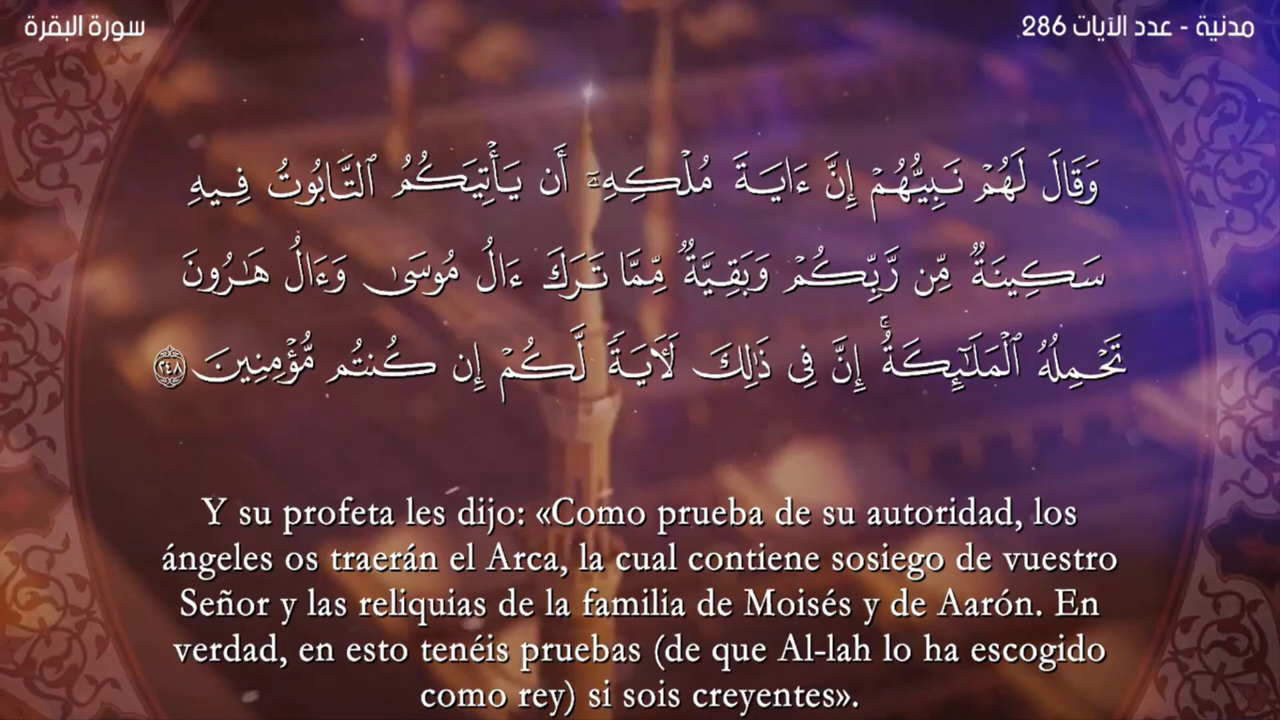 سورة البقرة
مدنية - عدد الآيات 286
وَقَالَ لَهُمۡ نَبِيُّهُمۡ إِنَّ ءَايَةَ مُلۡكِهِۦٓ أَن يَأۡتِيَكُمُ ٱلتَّابُوتُ فِيهِ
سَكِينَةٌ مِّن رَّبِّكُمۡ وَبَقِيَّةٌ مِّمَّا تَرَكَ ءَالُ مُوسَىٰ وَءَالُ هَٰرُونَ
تَحۡمِلُهُ ٱلۡمَلَٰٓئِكَةُۚ إِنَّ فِي ذَٰلِكَ لَأٓيَةً لَّكُمۡ إِن كُنتُم مُّؤۡمِنِينَ ٢٤٨
Y su profeta les dijo: «Como prueba de su autoridad, los
ángeles os traerán el Arca, la cual contiene sosiego de vuestro
Señor y las reliquias de la familia de Moisés y de Aarón. En
verdad, en esto tenéis pruebas (de que Al-lah lo ha escogido
como rey) si sois creyentes».